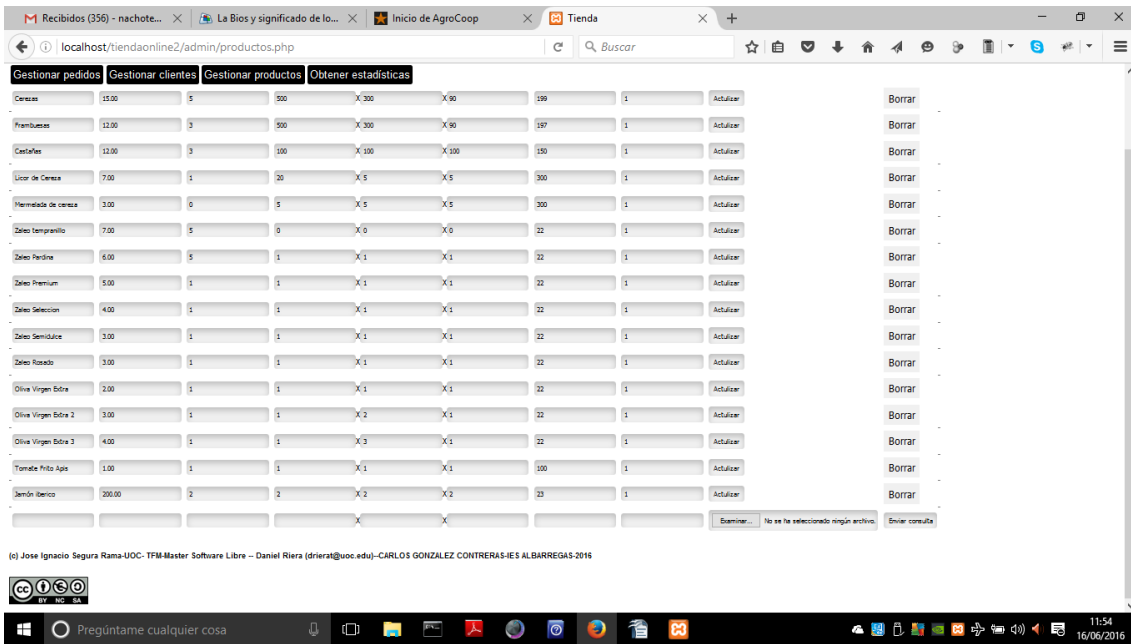 Recibidos (356) - nachote... La Bios y significado de lo... Inicio de AgroCoop Tienda
localhost/tiendaonline2/admin/productos.php Buscar
Gestionar pedidos Gestionar clientes Gestionar productos Obtener estadísticas
Cerezas 15.00 5 500 X 300 X 90 199 1 Actulizar Borrar
Frambuesas 12.00 3 500 X 300 X 90 197 1 Actulizar Borrar
Castañas 12.00 3 100 X 100 X 100 150 1 Actulizar Borrar
Licor de Cereza 7.00 1 20 X 5 X 5 300 1 Actulizar Borrar
Mermelada de cereza 3.00 0 5 X 5 X 5 300 1 Actulizar Borrar
Zaleo tempranillo 7.00 5 0 X 0 X 0 22 1 Actulizar Borrar
Zaleo Pardina 6.00 5 1 X 1 X 1 22 1 Actulizar Borrar
Zaleo Premium 5.00 1 1 X 1 X 1 22 1 Actulizar Borrar
Zaleo Seleccion 4.00 1 1 X 1 X 1 22 1 Actulizar Borrar
Zaleo Semidulce 3.00 1 1 X 1 X 1 22 1 Actulizar Borrar
Zaleo Rosado 3.00 1 1 X 1 X 1 22 1 Actulizar Borrar
Oliva Virgen Extra 2.00 1 1 X 1 X 1 22 1 Actulizar Borrar
Oliva Virgen Extra 2 3.00 1 1 X 2 X 1 22 1 Actulizar Borrar
Oliva Virgen Extra 3 4.00 1 1 X 3 X 1 22 1 Actulizar Borrar
Tomate Frito Apis 1.00 1 1 X 1 X 1 100 1 Actulizar Borrar
Jamón iberico 200.00 2 2 X 2 X 2 23 1 Actulizar Borrar
X X Examinar... No se ha seleccionado ningún archivo. Enviar consulta
(c) Jose Ignacio Segura Rama-UOC- TFM-Master Software Libre -- Daniel Riera (drierat@uoc.edu)--CARLOS GONZALEZ CONTRERAS-IES ALBARREGAS-2016
cc BY NC SA
Pregúntame cualquier cosa 11:54
16/06/2016